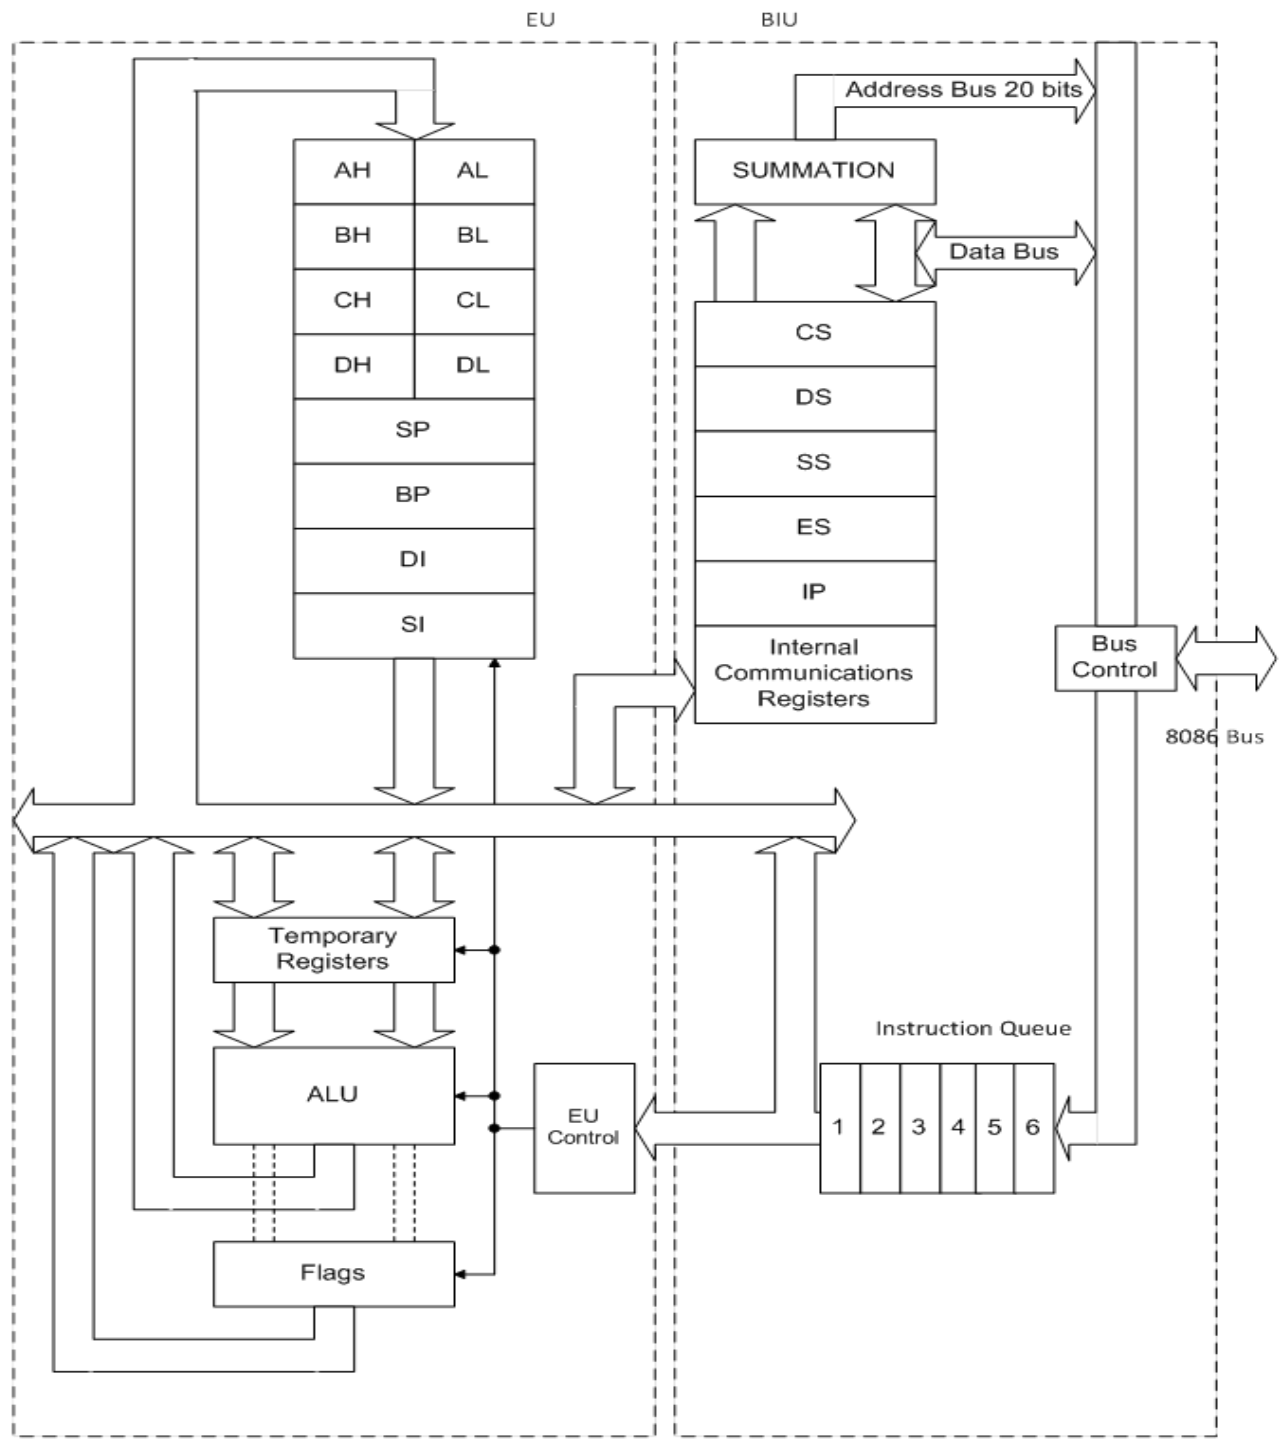 EU
BIU
Address Bus 20 bits
AH
AL
SUMMATION
BH
BL
Data Bus
CH
CL
CS
DH
DL
DS
SP
SS
BP
ES
DI
IP
SI
Internal
Communications
Registers
Bus
Control
8086 Bus
Temporary
Registers
Instruction Queue
ALU
EU
Control
1
2
3
4
5
6
Flags